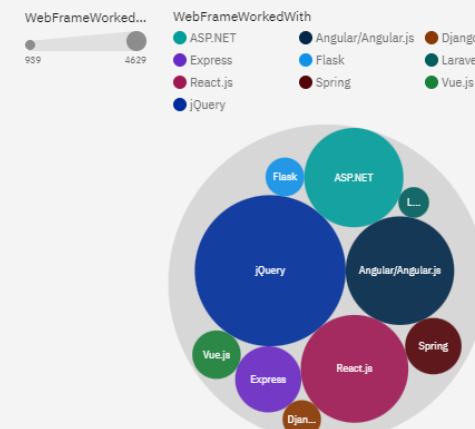 WebFrameWorked...
939 4629
WebFrameWorkedWith
ASP.NET Angular/Angular.js Django
Express Flask Larave
React.js Spring Vue.js
jQuery
Flask ASP.NET
L...
jQuery Angular/Angular.js
Spring
Vue.js
React.js
Express
Djan...